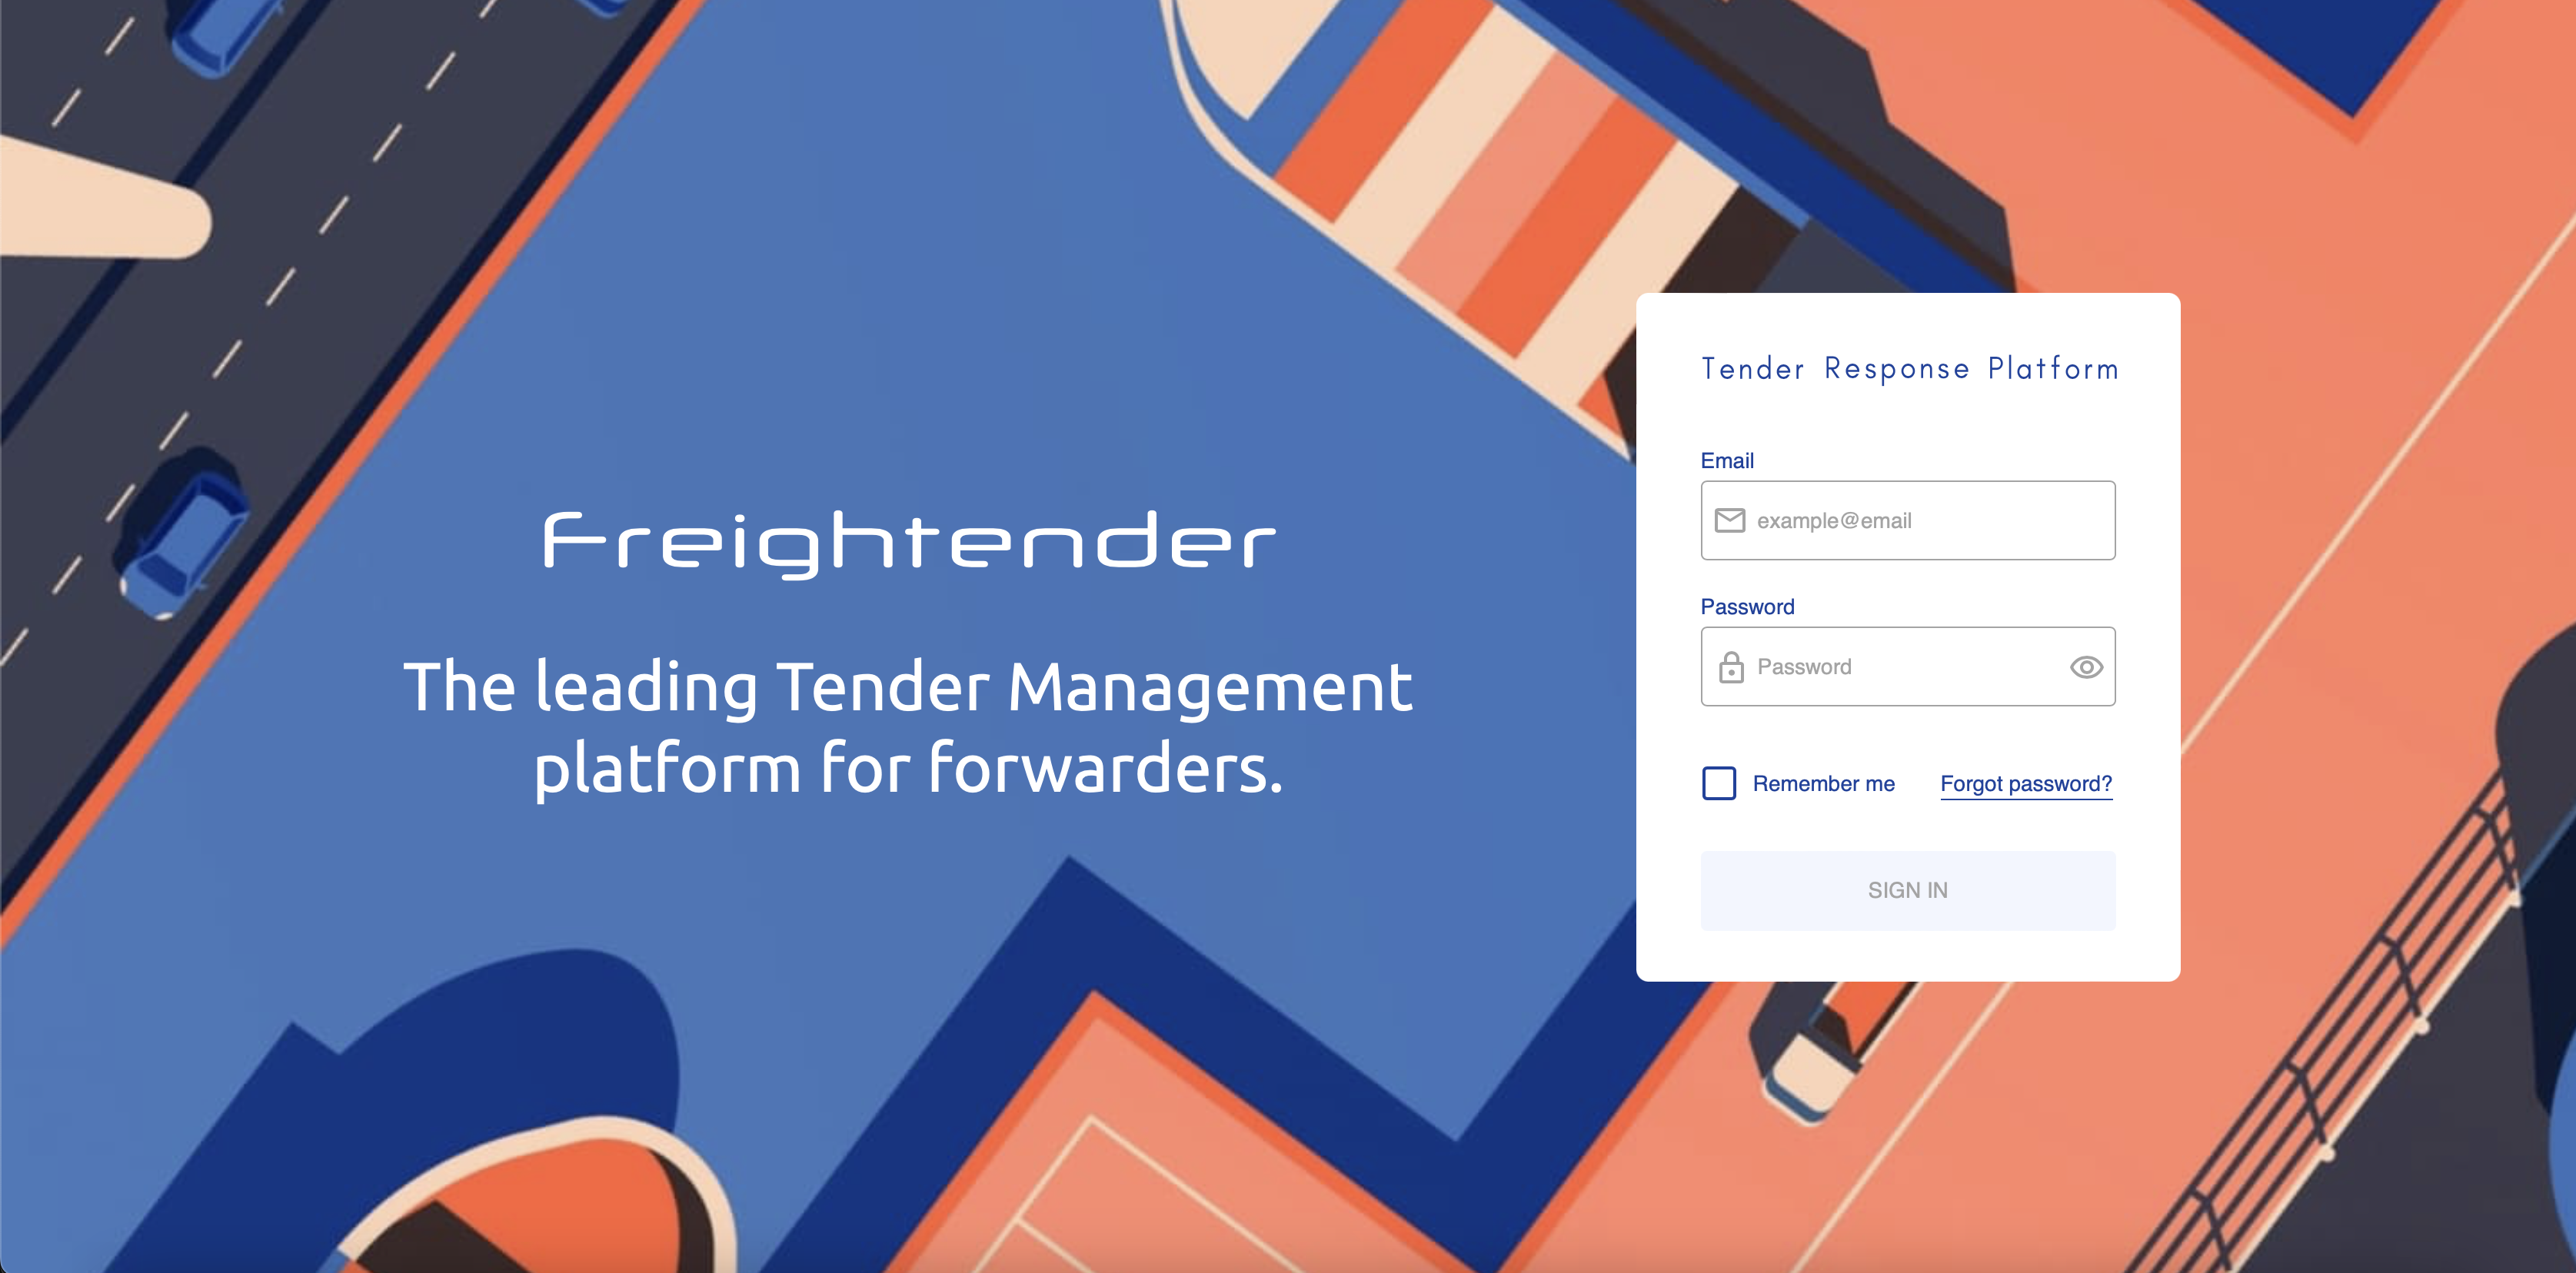 Freightender
The leading Tender Management
platform for forwarders.
Tender Response Platform
Email
example@email
Password
Password
Remember me Forgot password?
SIGN IN